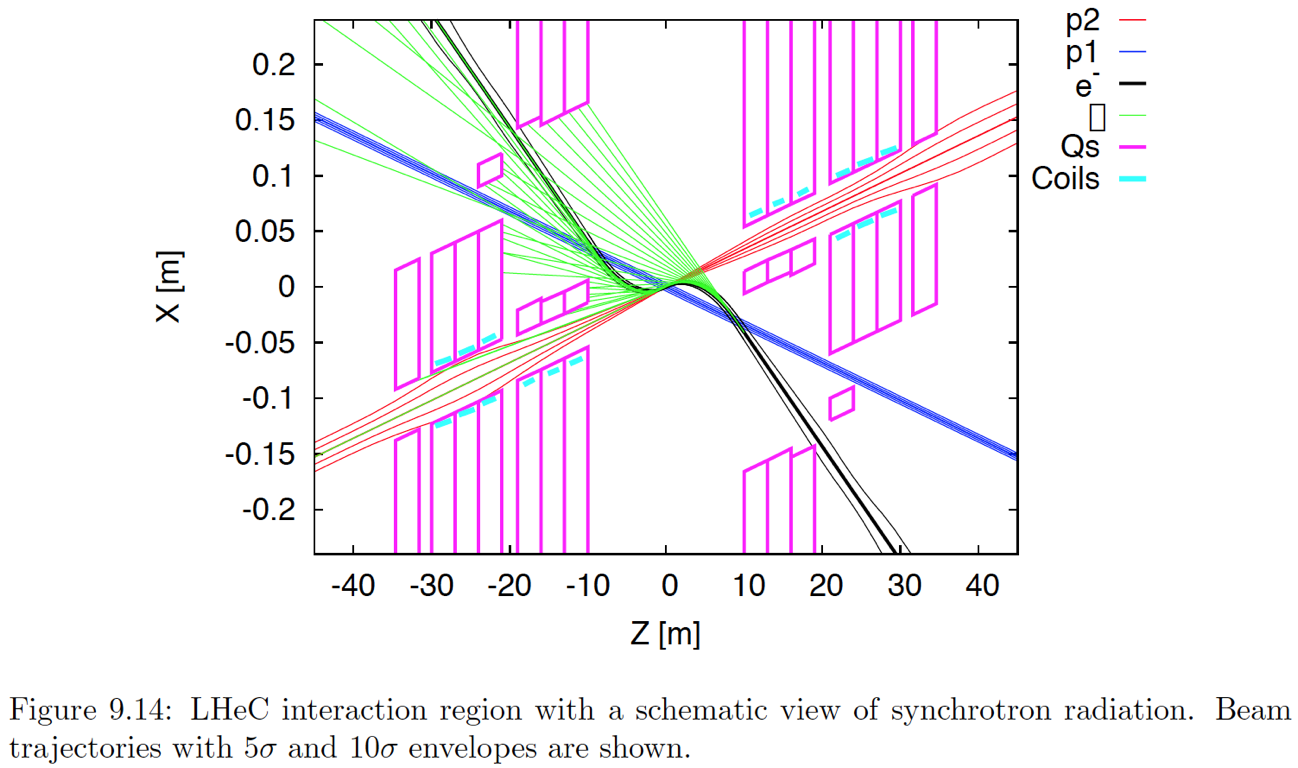 p2
p1
e-
Qs
Coils
0.2
0.15
0.1
0.05
0
-0.05
-0.1
-0.15
-0.2
X [m]
-40 -30 -20 -10 0 10 20 30 40
Z [m]
Figure 9.14: LHeC interaction region with a schematic view of synchrotron radiation. Beam
trajectories with 5σ and 10σ envelopes are shown.